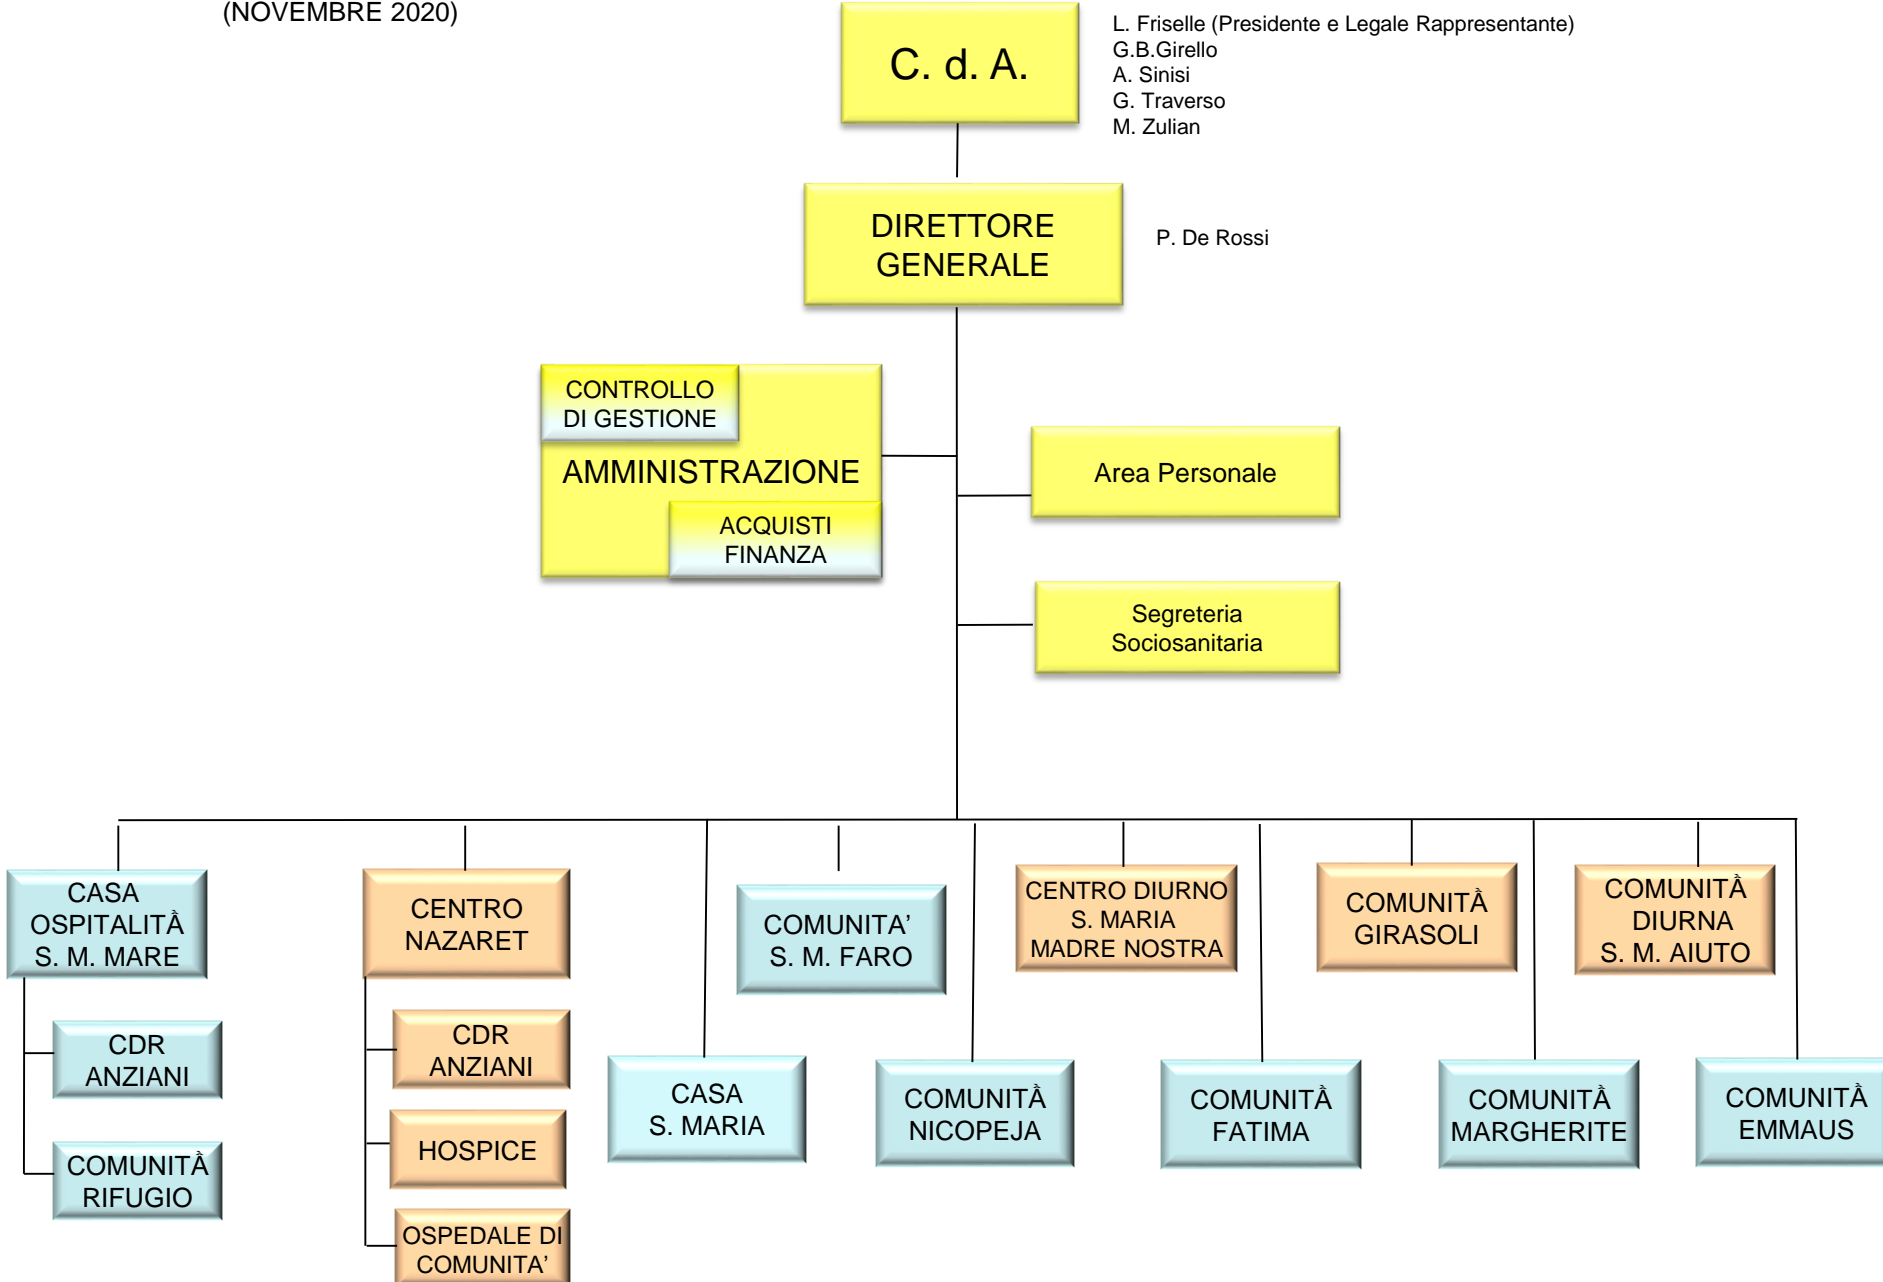 (NOVEMBRE 2020)
C. d. A.
L. Friselle (Presidente e Legale Rappresentante)
G.B.Girello
A. Sinisi
G. Traverso
M. Zulian
DIRETTORE
GENERALE
P. De Rossi
CONTROLLO
DI GESTIONE
AMMINISTRAZIONE
ACQUISTI
FINANZA
Area Personale
Segreteria
Sociosanitaria
CASA
OSPITALITÀ
S. M. MARE
CDR
ANZIANI
COMUNITÀ
RIFUGIO
CENTRO
NAZARET
CDR
ANZIANI
HOSPICE
OSPEDALE DI
COMUNITA’
CASA
S. MARIA
COMUNITA’
S. M. FARO
COMUNITÀ
NICOPEJA
CENTRO DIURNO
S. MARIA
MADRE NOSTRA
COMUNITÀ
FATIMA
COMUNITÀ
GIRASOLI
COMUNITÀ
MARGHERITE
COMUNITÀ
DIURNA
S. M. AIUTO
COMUNITÀ
EMMAUS